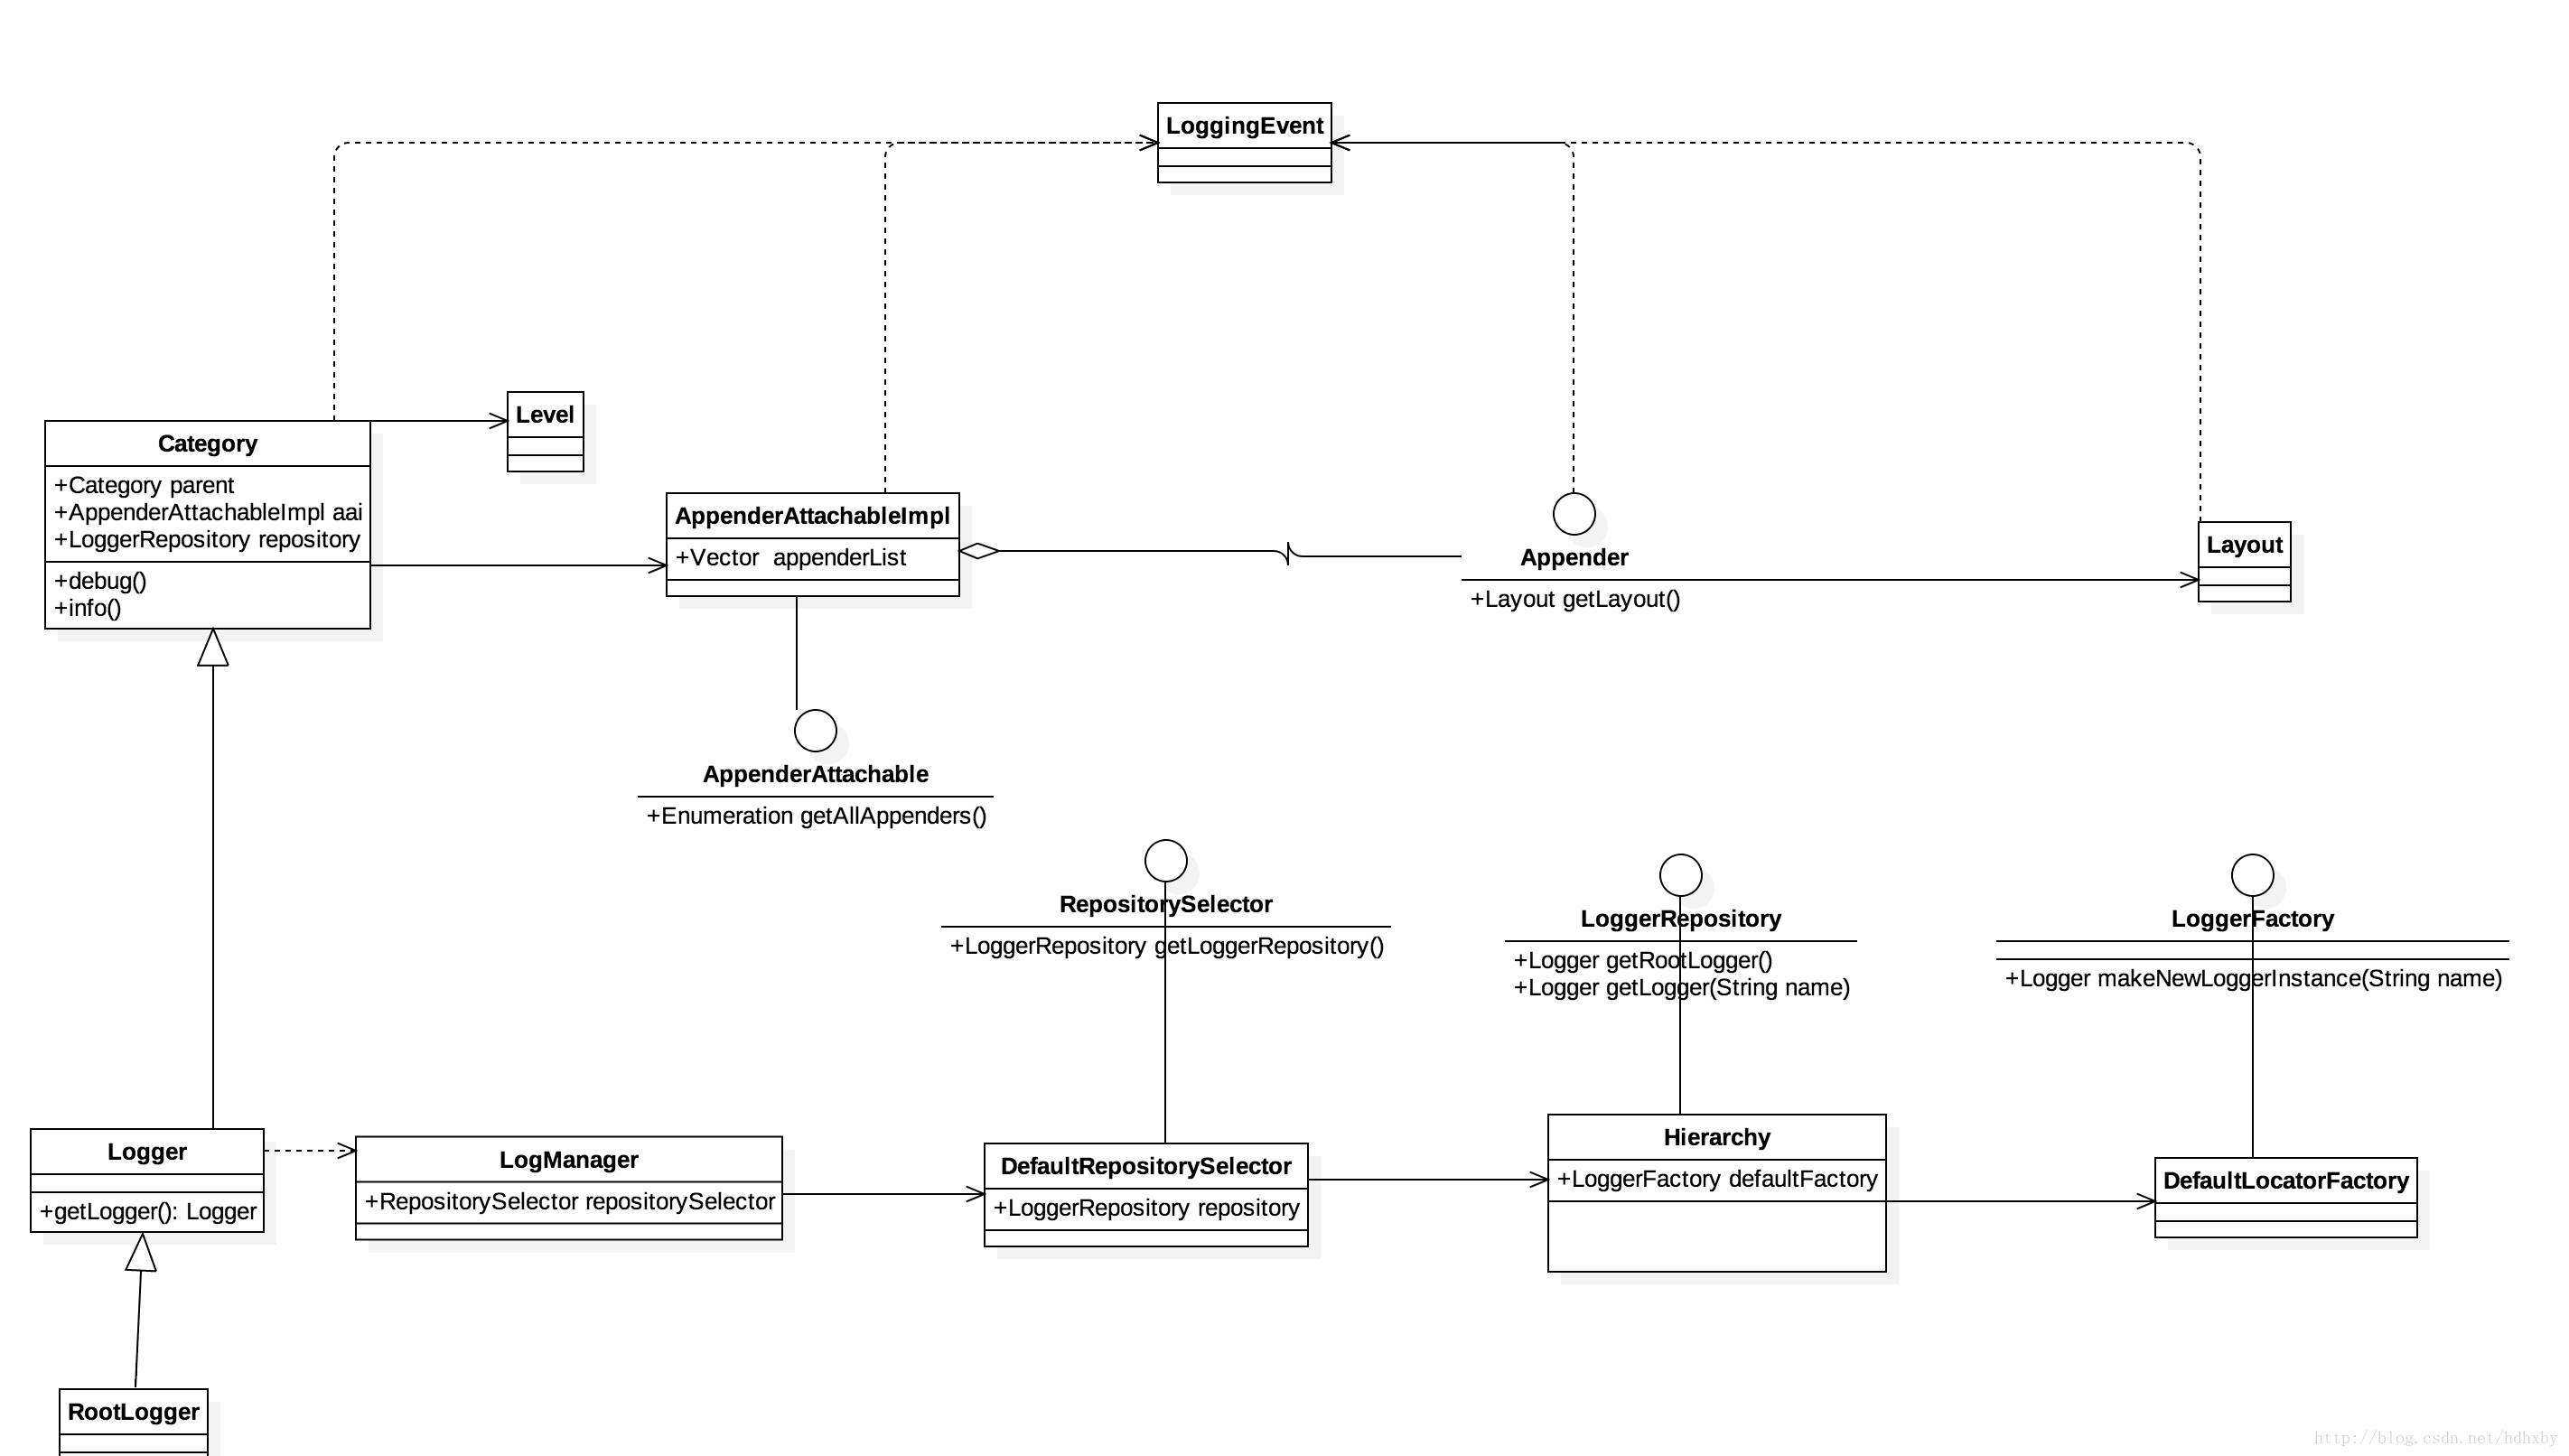 LoggingEvent
Level
Category
+Category parent
+AppenderAttachableImpl aai
+LoggerRepository repository
+debug()
+info()
AppenderAttachableImpl
+Vector  appenderList
Appender
+Layout getLayout()
Layout
AppenderAttachable
+Enumeration getAllAppenders()
RepositorySelector
+LoggerRepository getLoggerRepository()
LoggerRepository
+Logger getRootLogger()
+Logger getLogger(String name)
LoggerFactory
+Logger makeNewLoggerInstance(String name)
Logger
+getLogger(): Logger
LogManager
+RepositorySelector repositorySelector
DefaultRepositorySelector
+LoggerRepository repository
Hierarchy
+LoggerFactory defaultFactory
DefaultLocatorFactory
RootLogger
http://blog.csdn.net/hdhxby